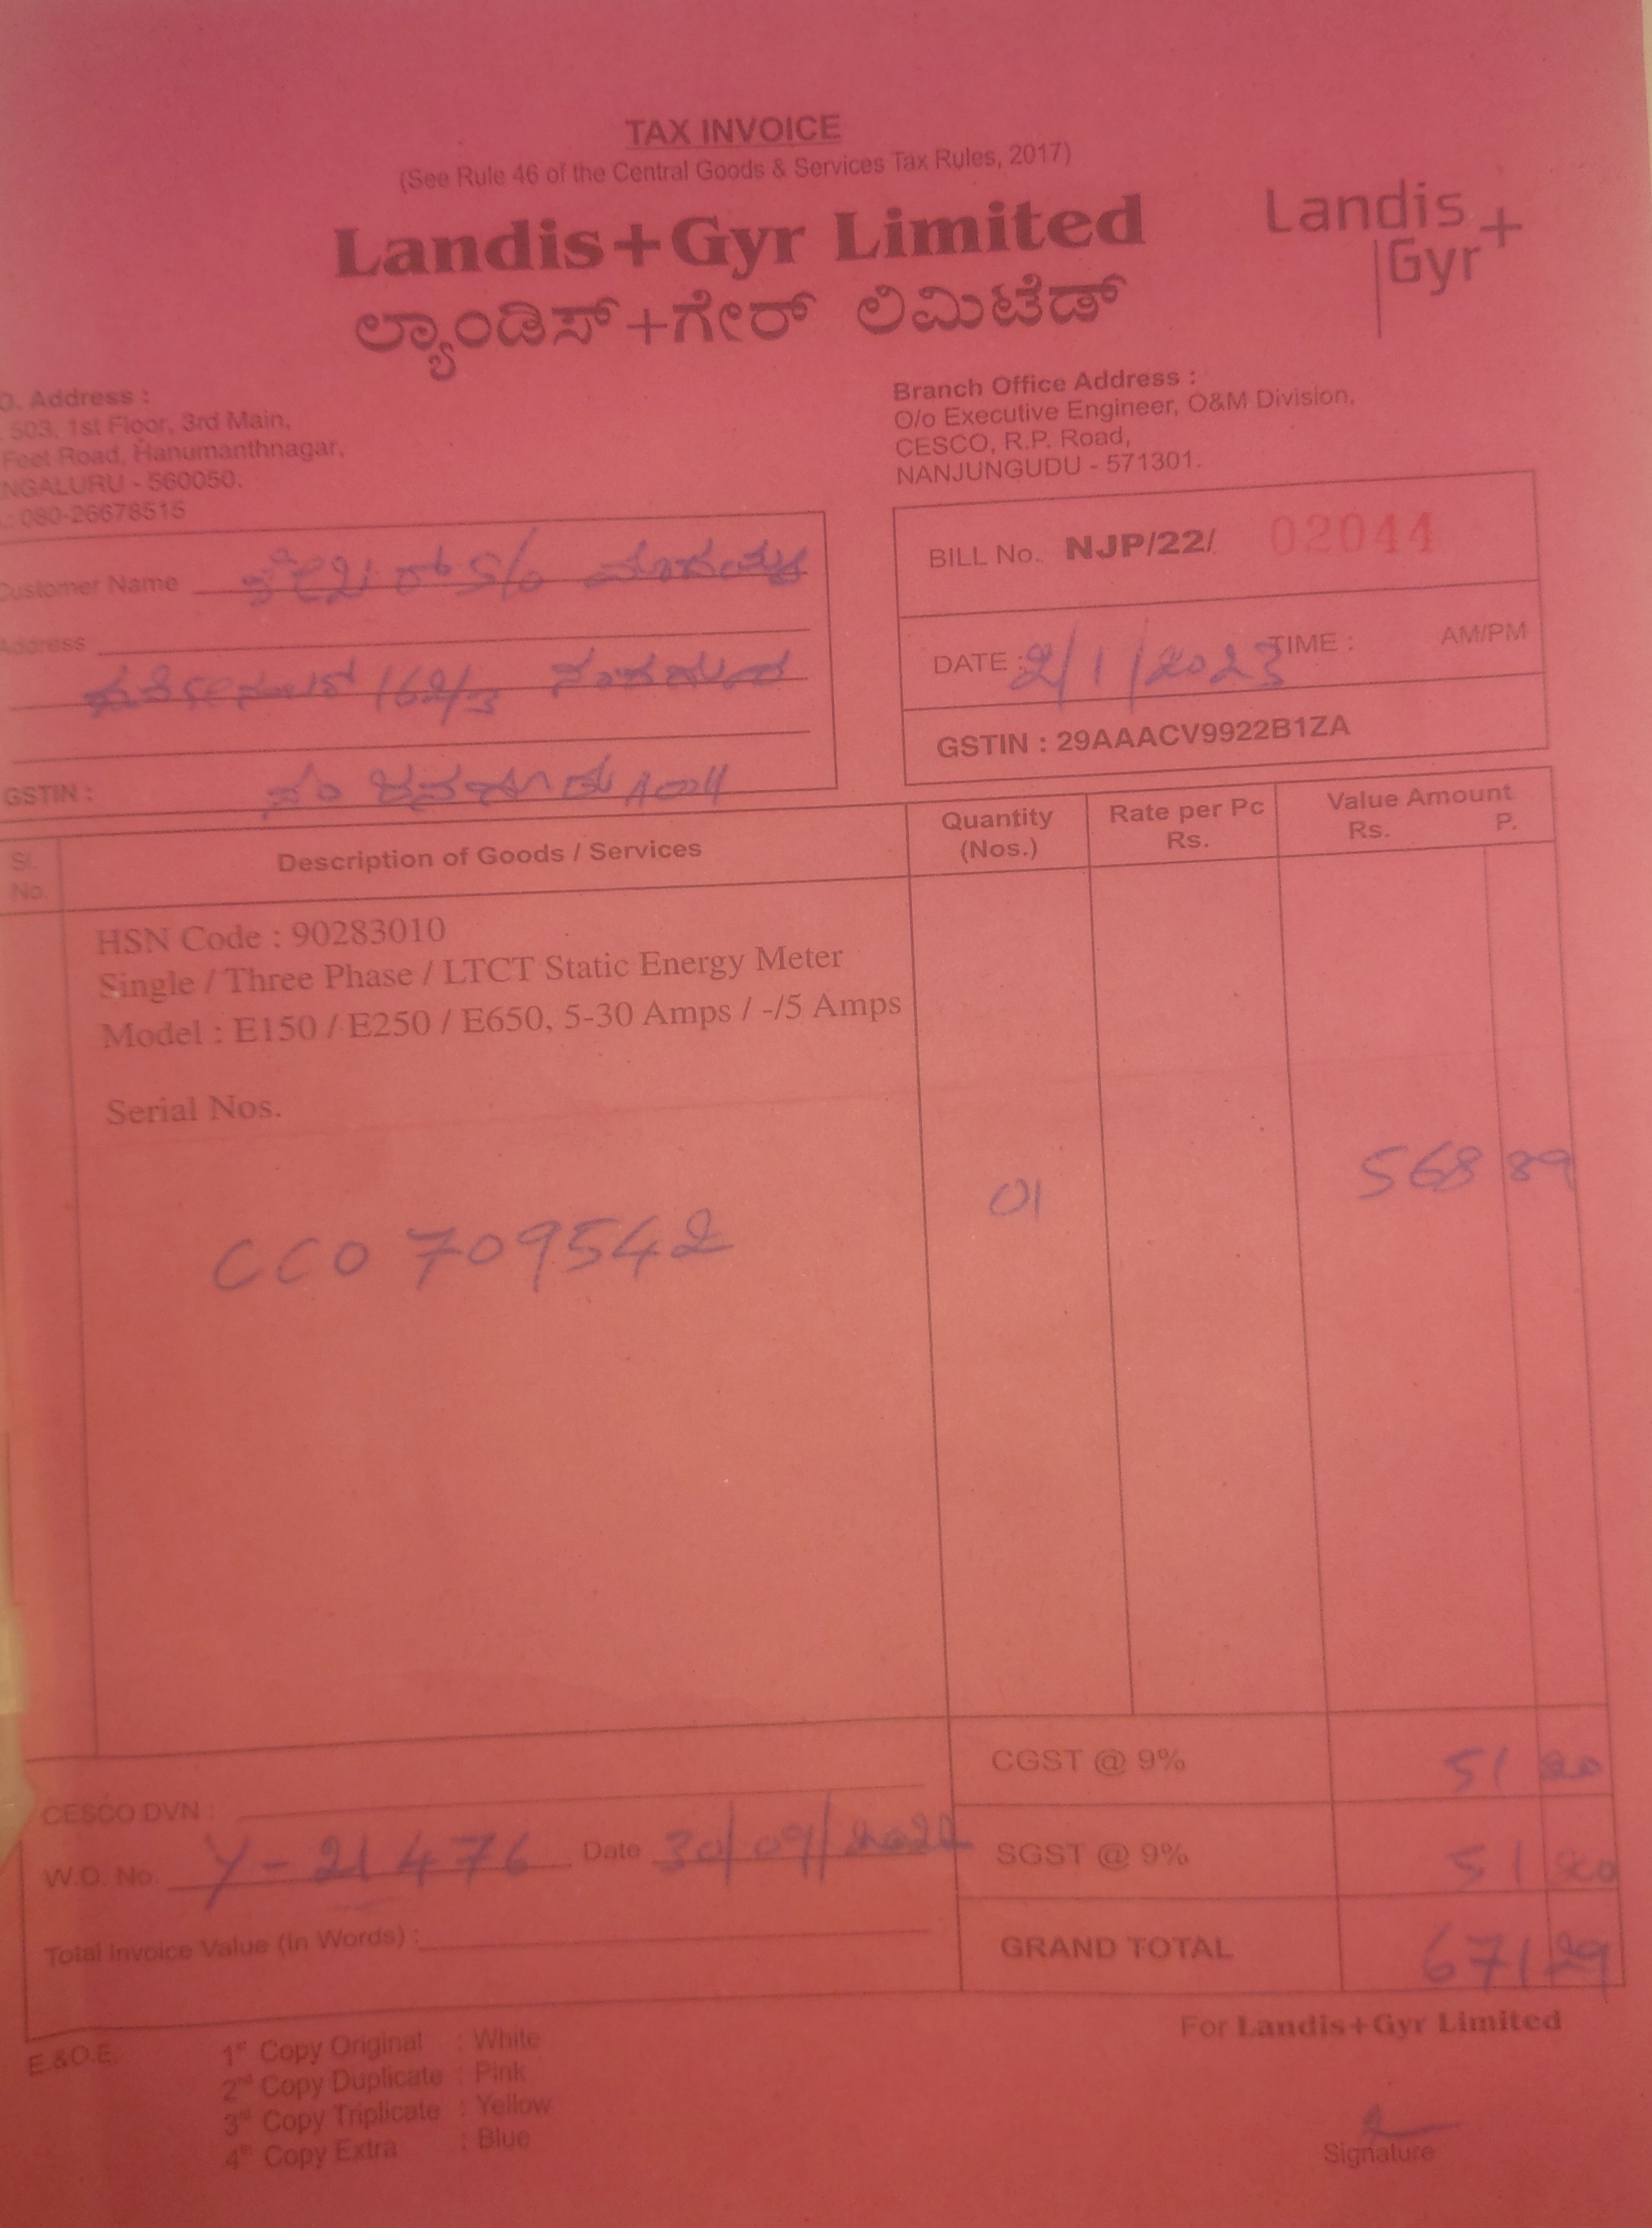 TAX INVOICE
(See Rule 46 of the Central Goods & Services Tax Rules, 2017)
Landis+Gyr Limited
ಲ್ಯಾಂಡಿಸ್+ಗೇರ್ ಲಿಮಿಟೆಡ್
Landis
Gyr+
O. Address :
503, 1st Floor, 3rd Main,
Feet Road, Hanumanthnagar,
NGALURU - 560050.
: 080-26678515
Branch Office Address :
O/o Executive Engineer, O&M Division,
CESCO, R.P. Road,
NANJUNGUDU - 571301.
Customer Name S/o
Address
162/3
GSTIN :
BILL No. NJP/22/ 02044
DATE : 2/1/2023 TIME : AM/PM
GSTIN : 29AAACV9922B1ZA
Sl. No. Description of Goods / Services Quantity (Nos.) Rate per Pc Rs. Value Amount Rs. P.
HSN Code : 90283010
Single / Three Phase / LTCT Static Energy Meter
Model : E150 / E250 / E650, 5-30 Amps / -/5 Amps
Serial Nos.
CC0709542 01 568 89
CGST @ 9% 51 20
CESCO DVN :
W.O. No. Y-21476 Date 30/09/2022
SGST @ 9% 51 20
Total Invoice Value (in Words) :
GRAND TOTAL 671 29
E.&O.E.
1st Copy Original : White
2nd Copy Duplicate : Pink
3rd Copy Triplicate : Yellow
4th Copy Extra : Blue
For Landis+Gyr Limited
Signature